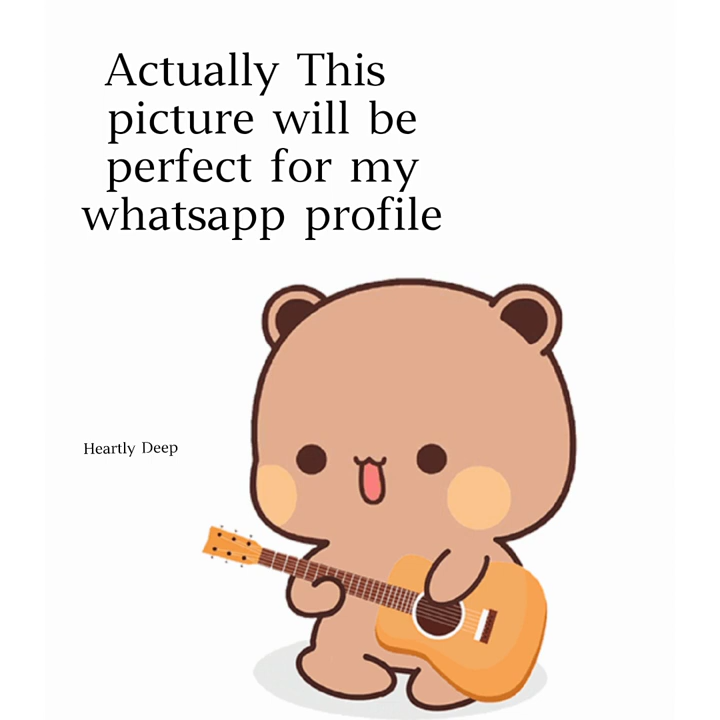 Actually This
picture will be
perfect for my
whatsapp profile
Heartly Deep